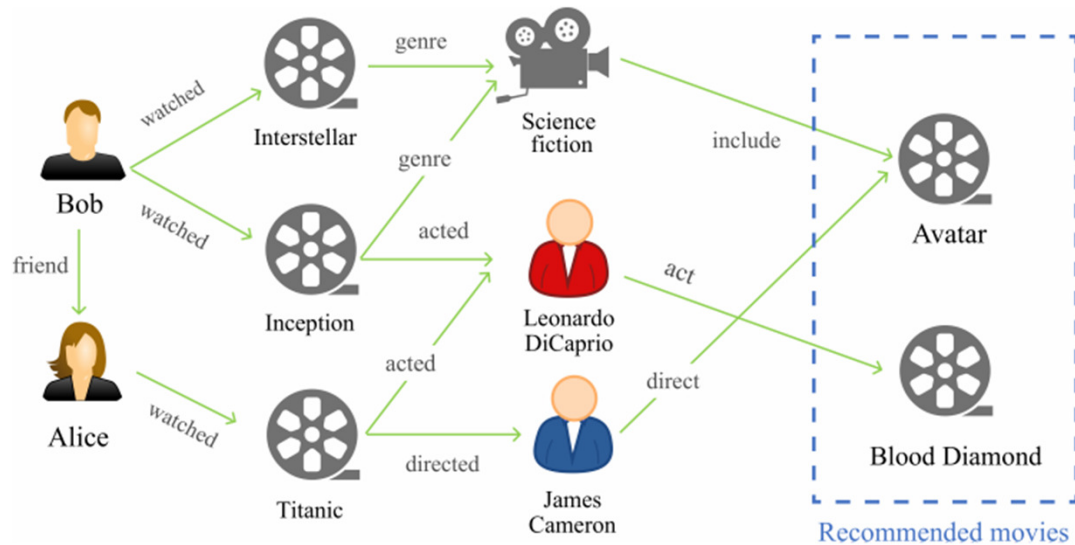 genre
watched
Interstellar
Science
fiction
include
genre
Bob
watched
acted
Avatar
friend
act
Inception
Leonardo
DiCaprio
acted
direct
Alice
watched
directed
Blood Diamond
Titanic
James
Cameron
Recommended movies